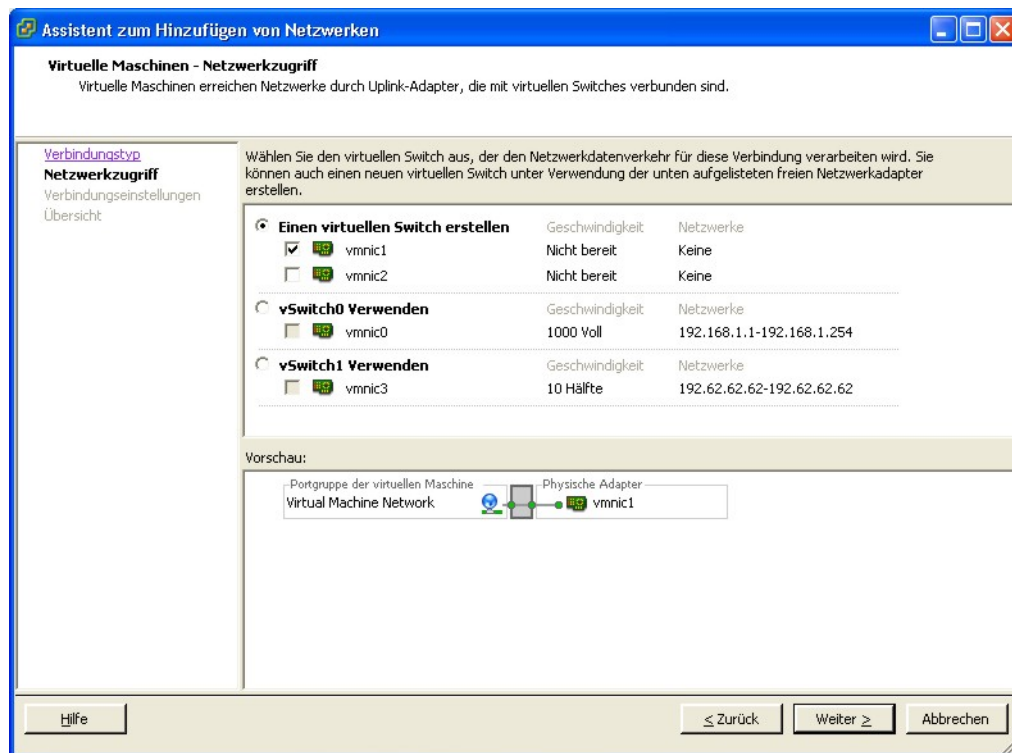 Assistent zum Hinzufügen von Netzwerken
Virtuelle Maschinen - Netzwerkzugriff
Virtuelle Maschinen erreichen Netzwerke durch Uplink-Adapter, die mit virtuellen Switches verbunden sind.
Verbindungstyp
Netzwerkzugriff
Verbindungseinstellungen
Übersicht
Wählen Sie den virtuellen Switch aus, der den Netzwerkdatenverkehr für diese Verbindung verarbeiten wird. Sie
können auch einen neuen virtuellen Switch unter Verwendung der unten aufgelisteten freien Netzwerkadapter
erstellen.
Einen virtuellen Switch erstellen Geschwindigkeit Netzwerke
vmnic1 Nicht bereit Keine
vmnic2 Nicht bereit Keine
vSwitch0 Verwenden Geschwindigkeit Netzwerke
vmnic0 1000 Voll 192.168.1.1-192.168.1.254
vSwitch1 Verwenden Geschwindigkeit Netzwerke
vmnic3 10 Hälfte 192.62.62.62-192.62.62.62
Vorschau:
Portgruppe der virtuellen Maschine Physische Adapter
Virtual Machine Network vmnic1
Hilfe < Zurück Weiter > Abbrechen